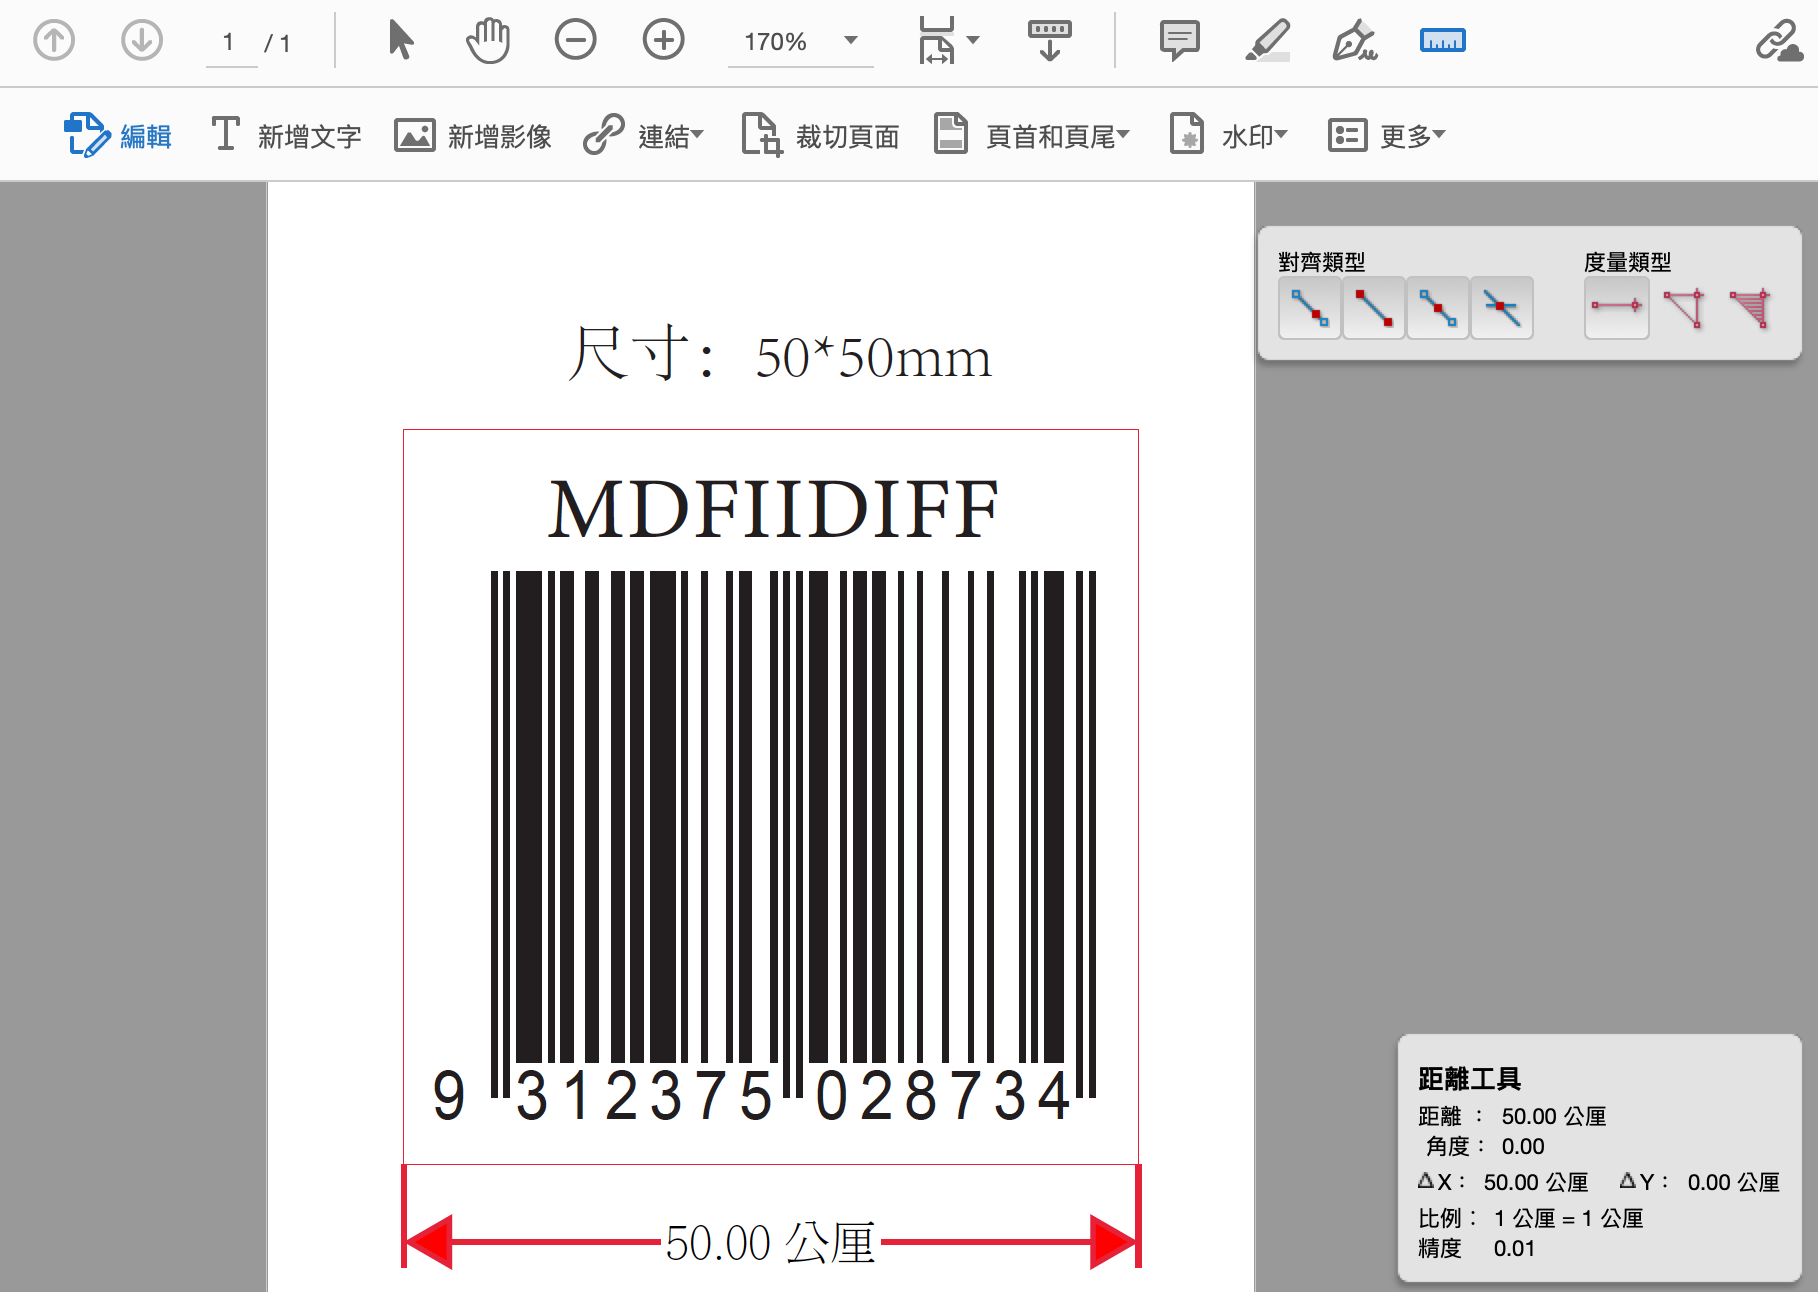 1 / 1 170%
編輯 新增文字 新增影像 連結 裁切頁面 頁首和頁尾 水印 更多
對齊類型 度量類型
尺寸：50*50mm
MDFIIDIFF
9 312375 028734
50.00 公厘
距離工具
距離 ： 50.00 公厘
角度： 0.00
ΔX： 50.00 公厘 ΔY： 0.00 公厘
比例： 1 公厘 = 1 公厘
精度 0.01